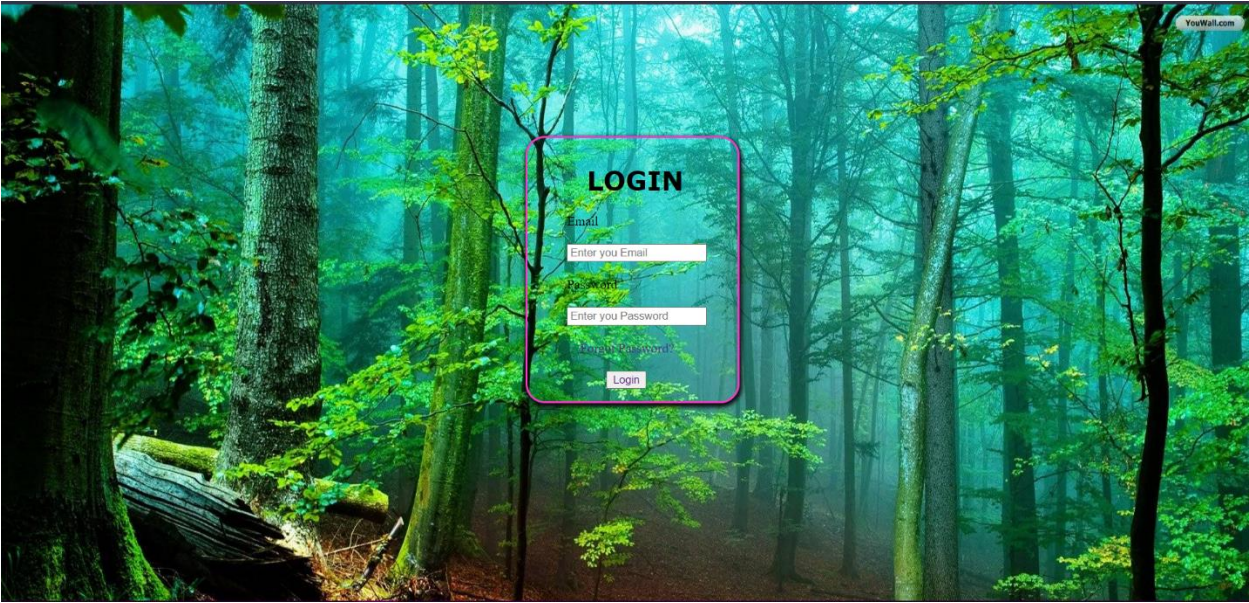 YouWall.com
LOGIN
Email
Enter you Email
Password
Enter you Password
Forgot Password?
Login